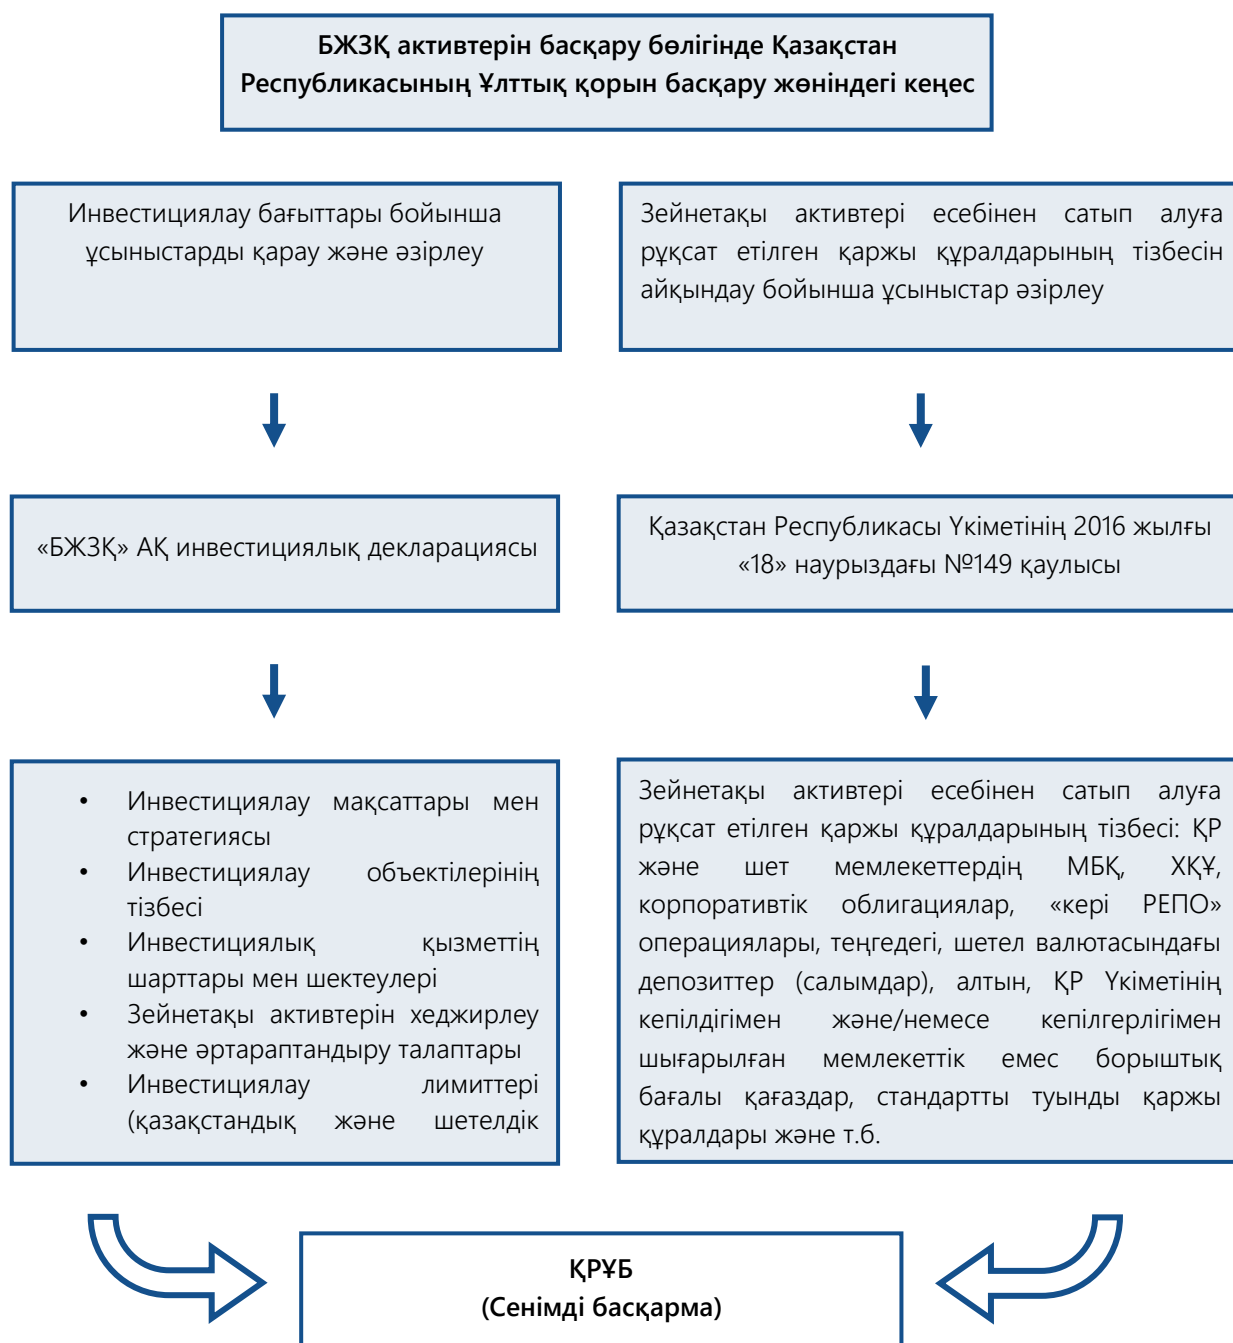 БЖЗҚ активтерін басқару бөлігінде Қазақстан
Республикасының Ұлттық қорын басқару жөніндегі кеңес
Инвестициялау бағыттары бойынша
ұсыныстарды қарау және әзірлеу
Зейнетақы активтері есебінен сатып алуға
рұқсат етілген қаржы құралдарының тізбесін
айқындау бойынша ұсыныстар әзірлеу
«БЖЗҚ» АҚ инвестициялық декларациясы
Қазақстан Республикасы Үкіметінің 2016 жылғы
«18» наурыздағы №149 қаулысы
• Инвестициялау мақсаттары мен
стратегиясы
• Инвестициялау объектілерінің
тізбесі
• Инвестициялық қызметтің
шарттары мен шектеулері
• Зейнетақы активтерін хеджирлеу
және әртараптандыру талаптары
• Инвестициялау лимиттері
(қазақстандық және шетелдік
Зейнетақы активтері есебінен сатып алуға
рұқсат етілген қаржы құралдарының тізбесі: ҚР
және шет мемлекеттердің МБҚ, ХҚҰ,
корпоративтік облигациялар, «кері РЕПО»
операциялары, теңгедегі, шетел валютасындағы
депозиттер (салымдар), алтын, ҚР Үкіметінің
кепілдігімен және/немесе кепілгерлігімен
шығарылған мемлекеттік емес борыштық
бағалы қағаздар, стандартты туынды қаржы
құралдары және т.б.
ҚРҰБ
(Сенімді басқарма)